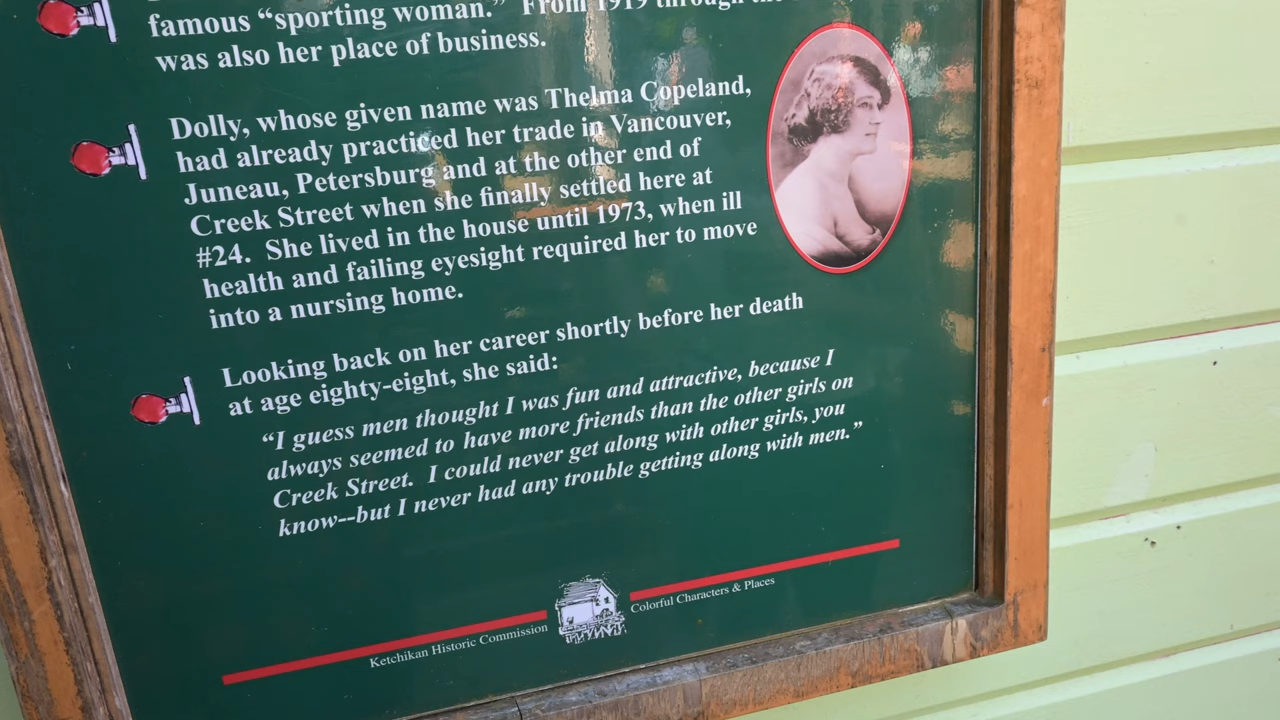 famous “sporting woman.” From 1919 through the
was also her place of business.
Dolly, whose given name was Thelma Copeland,
had already practiced her trade in Vancouver,
Juneau, Petersburg and at the other end of
Creek Street when she finally settled here at
#24. She lived in the house until 1973, when ill
health and failing eyesight required her to move
into a nursing home.
Looking back on her career shortly before her death
at age eighty-eight, she said:
“I guess men thought I was fun and attractive, because I
always seemed to have more friends than the other girls on
Creek Street. I could never get along with other girls, you
know--but I never had any trouble getting along with men.”
Ketchikan Historic Commission
Colorful Characters & Places